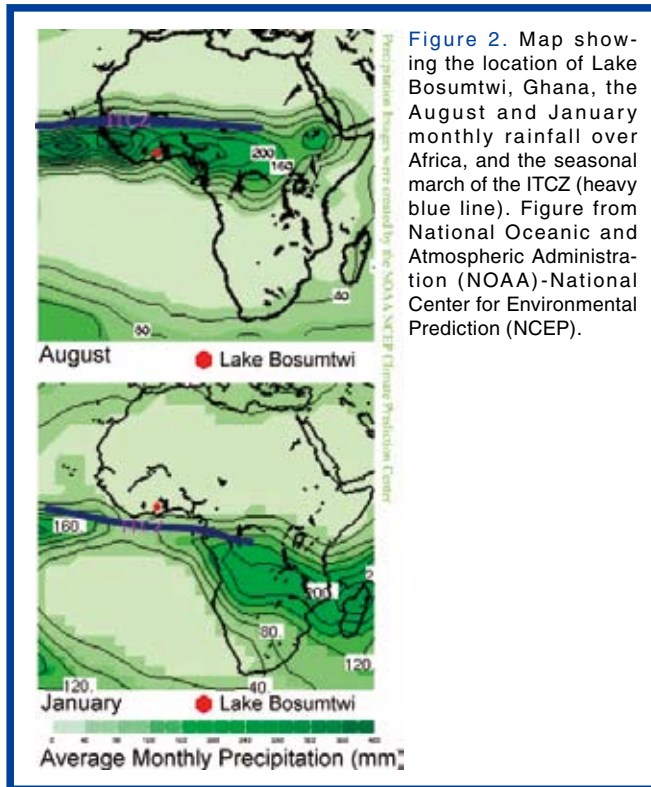 ITCZ
200
160
40
80
August
Lake Bosumtwi
Precipitation Images were created by the NOAA NCEP Climate Prediction Center
Figure 2. Map show-
ing the location of Lake
Bosumtwi, Ghana, the
August and January
monthly rainfall over
Africa, and the seasonal
march of the ITCZ (heavy
blue line). Figure from
National Oceanic and
Atmospheric Administra-
tion (NOAA)-National
Center for Environmental
Prediction (NCEP).
160.
ITCZ
2
200.
80.
120.
120.
40.
January
Lake Bosumtwi
Average Monthly Precipitation (mm)